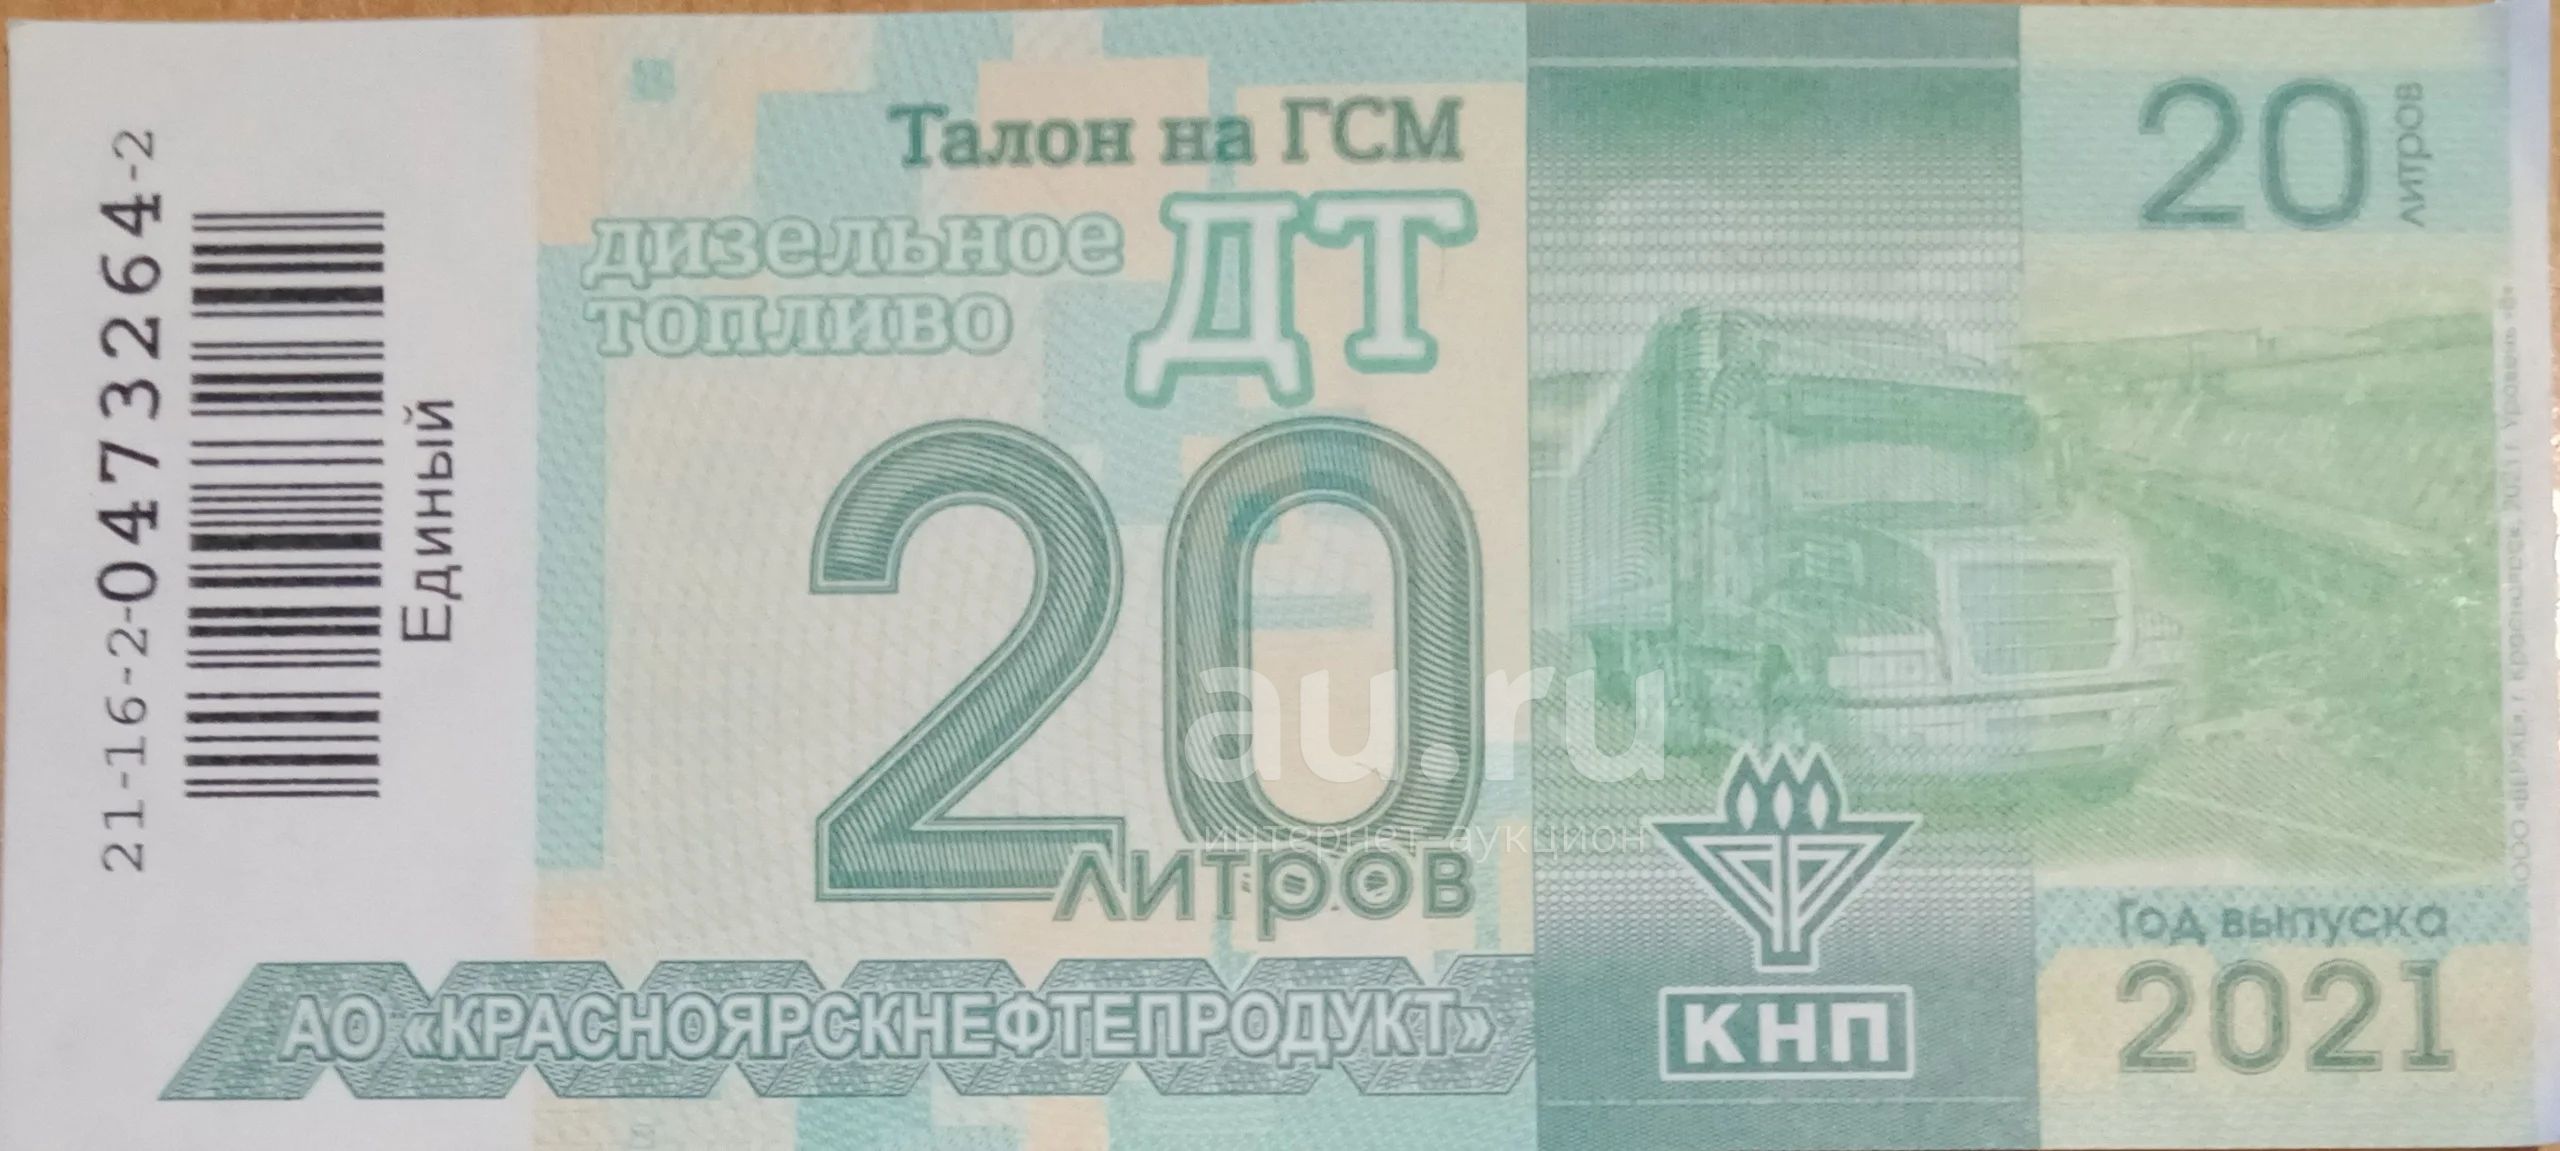 21-16-2-0473264-2
Единый
Талон на ГСМ
дизельное
топливо
ДТ
20
литров
АО «КРАСНОЯРСКНЕФТЕПРОДУКТ»
КНП
20
литров
Год выпуска
2021
au.ru
интернет-аукцион